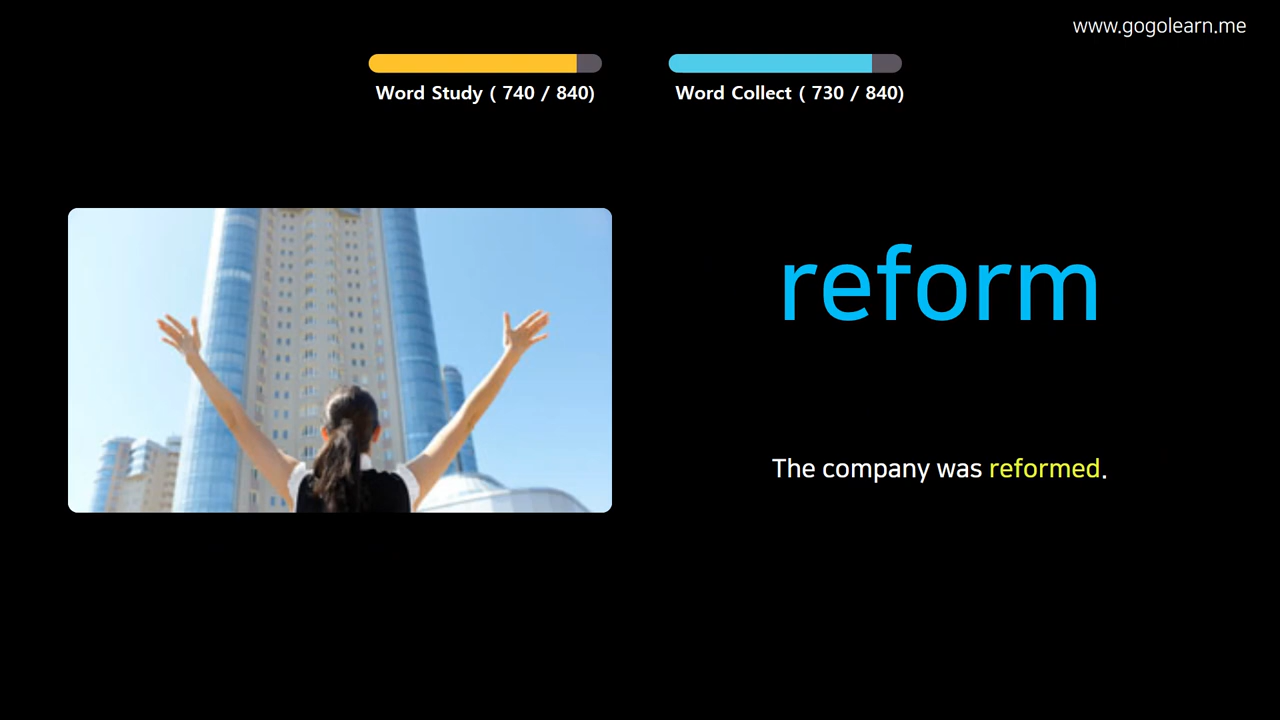 www.gogolearn.me
Word Study ( 740 / 840)
Word Collect ( 730 / 840)
reform
The company was reformed.